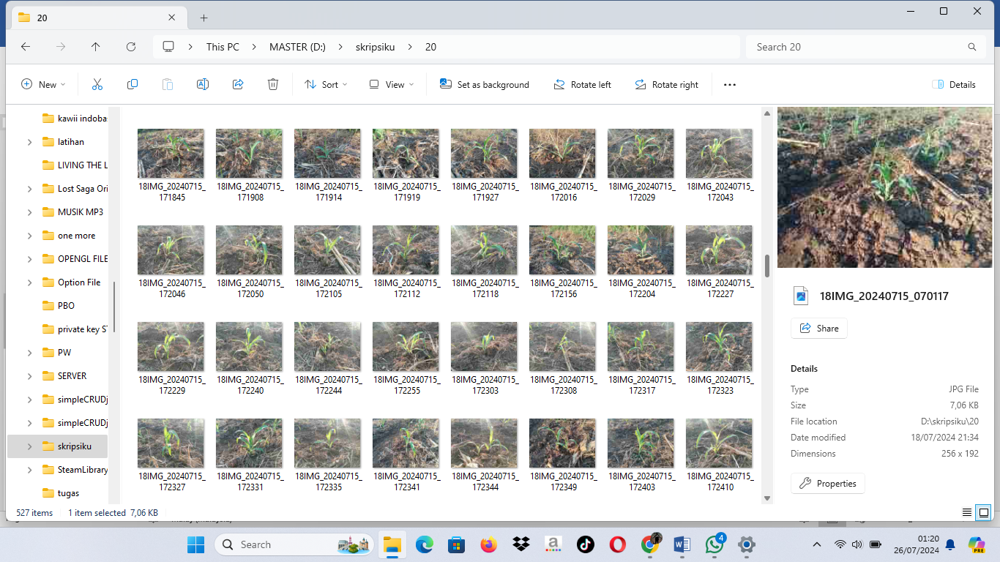 20
This PC
MASTER (D:)
skripsiku
20
Search 20
New
Sort
View
Set as background
Rotate left
Rotate right
Details
kawii indoba
latihan
LIVING THE L
Lost Saga Ori
MUSIK MP3
one more
OPENGL FILE
Option File
PBO
private key S
PW
SERVER
simpleCRUDj
simpleCRUDj
skripsiku
SteamLibrary
tugas
18IMG_20240715_
171845
18IMG_20240715_
171908
18IMG_20240715_
171914
18IMG_20240715_
171919
18IMG_20240715_
171927
18IMG_20240715_
172016
18IMG_20240715_
172029
18IMG_20240715_
172043
18IMG_20240715_
172046
18IMG_20240715_
172050
18IMG_20240715_
172105
18IMG_20240715_
172112
18IMG_20240715_
172118
18IMG_20240715_
172156
18IMG_20240715_
172204
18IMG_20240715_
172227
18IMG_20240715_
172229
18IMG_20240715_
172240
18IMG_20240715_
172244
18IMG_20240715_
172255
18IMG_20240715_
172303
18IMG_20240715_
172308
18IMG_20240715_
172317
18IMG_20240715_
172323
18IMG_20240715_
172327
18IMG_20240715_
172331
18IMG_20240715_
172335
18IMG_20240715_
172341
18IMG_20240715_
172344
18IMG_20240715_
172349
18IMG_20240715_
172403
18IMG_20240715_
172410
18IMG_20240715_070117
Share
Details
Type JPG File
Size 7,06 KB
File location D:\skripsiku\20
Date modified 18/07/2024 21:34
Dimensions 256 x 192
Properties
527 items 1 item selected 7,06 KB
Search
4
01:20
26/07/2024
PRE